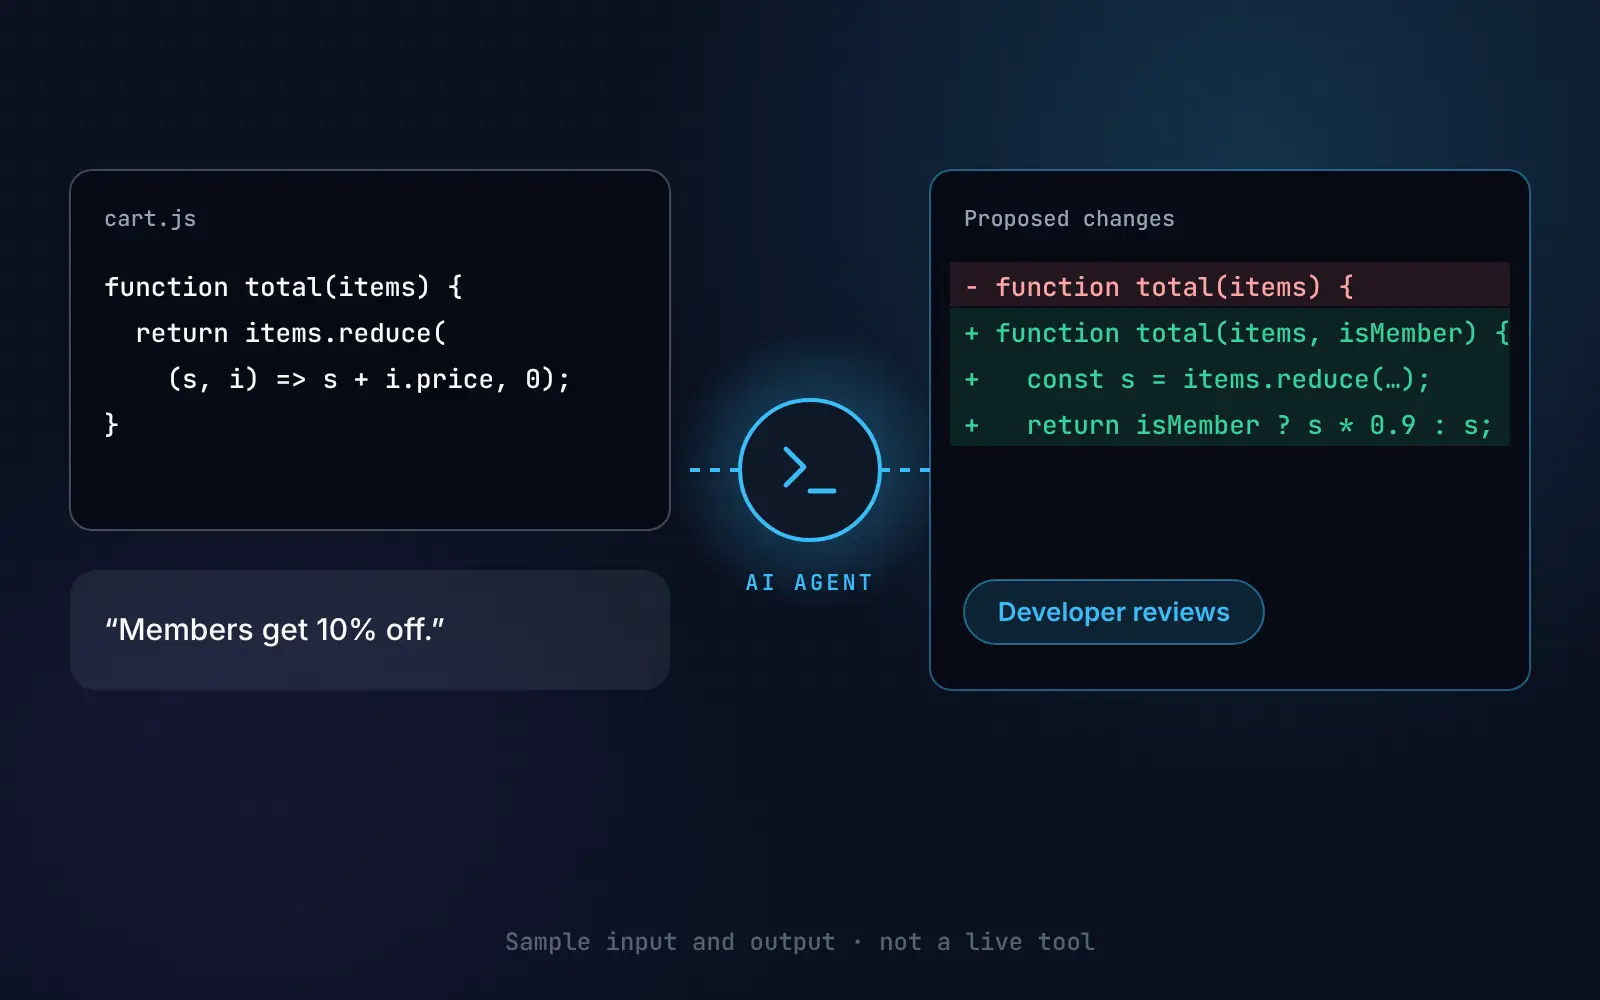 cart.js
function total(items) {
  return items.reduce(
    (s, i) => s + i.price, 0);
}
“Members get 10% off.”
>_
AI AGENT
Proposed changes
- function total(items) {
+ function total(items, isMember) {
+   const s = items.reduce(…);
+   return isMember ? s * 0.9 : s;
Developer reviews
Sample input and output · not a live tool